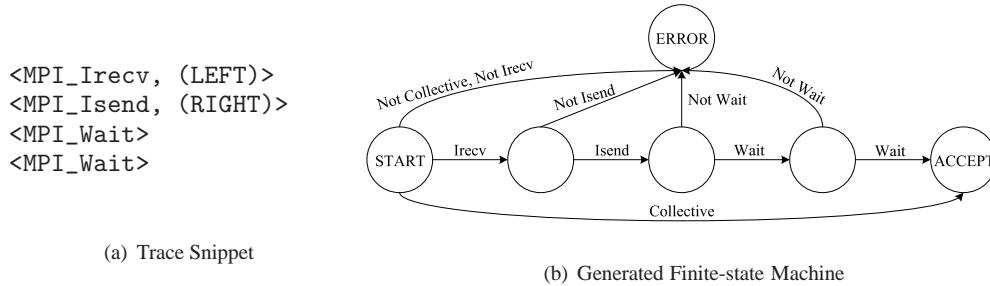 <MPI_Irecv, (LEFT)>
<MPI_Isend, (RIGHT)>
<MPI_Wait>
<MPI_Wait>
(a) Trace Snippet
ERROR
Not Collective, Not Irecv
Not Isend
Not Wait
Not Wait
START
Irecv
Isend
Wait
Wait
ACCEPT
Collective
(b) Generated Finite-state Machine